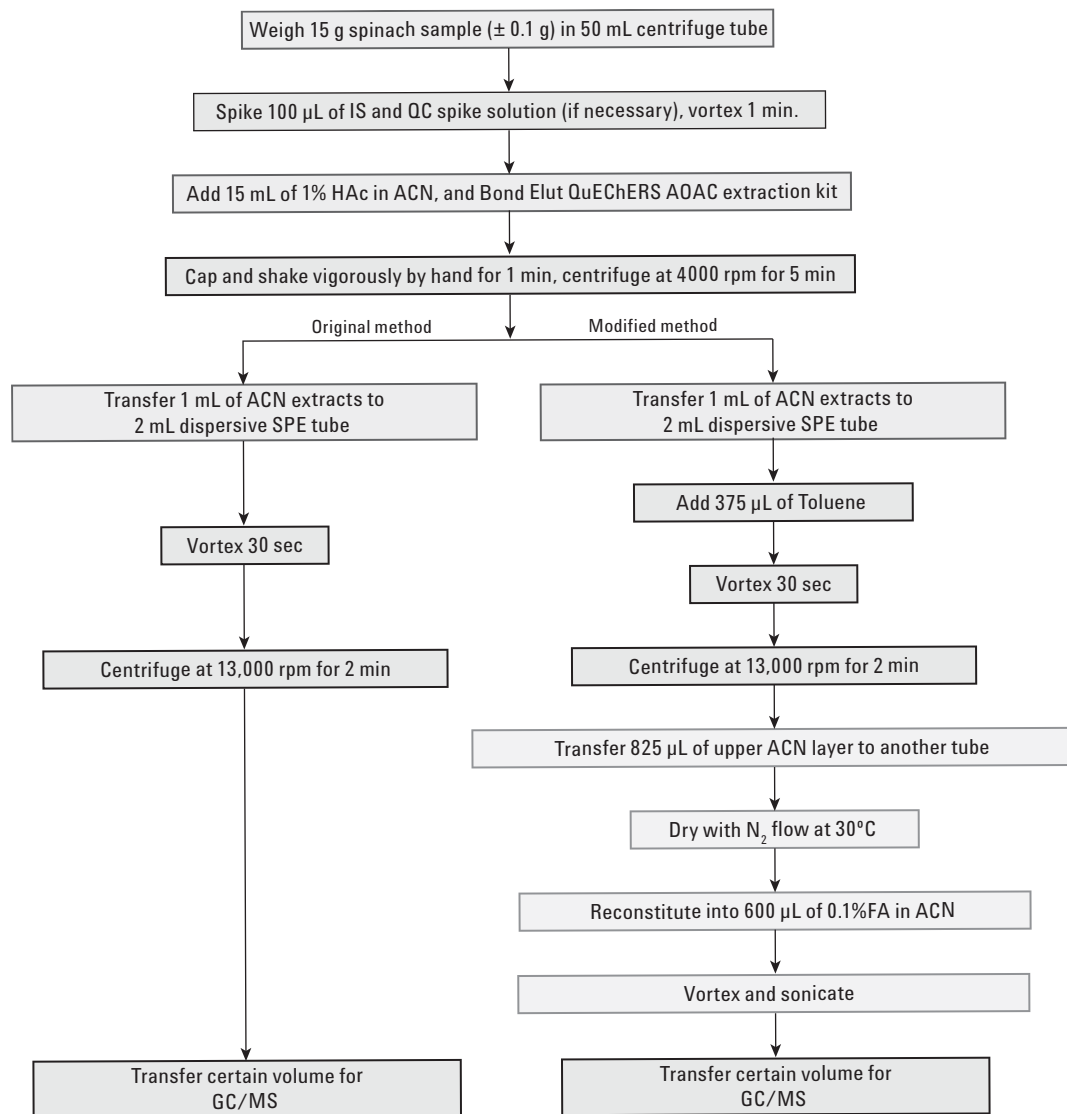 Weigh 15 g spinach sample (± 0.1 g) in 50 mL centrifuge tube
Spike 100 µL of IS and QC spike solution (if necessary), vortex 1 min.
Add 15 mL of 1% HAc in ACN, and Bond Elut QuEChERS AOAC extraction kit
Cap and shake vigorously by hand for 1 min, centrifuge at 4000 rpm for 5 min
Original method
Modified method
Transfer 1 mL of ACN extracts to
2 mL dispersive SPE tube
Vortex 30 sec
Centrifuge at 13,000 rpm for 2 min
Transfer certain volume for
GC/MS
Transfer 1 mL of ACN extracts to
2 mL dispersive SPE tube
Add 375 µL of Toluene
Vortex 30 sec
Centrifuge at 13,000 rpm for 2 min
Transfer 825 µL of upper ACN layer to another tube
Dry with N₂ flow at 30ºC
Reconstitute into 600 µL of 0.1%FA in ACN
Vortex and sonicate
Transfer certain volume for
GC/MS